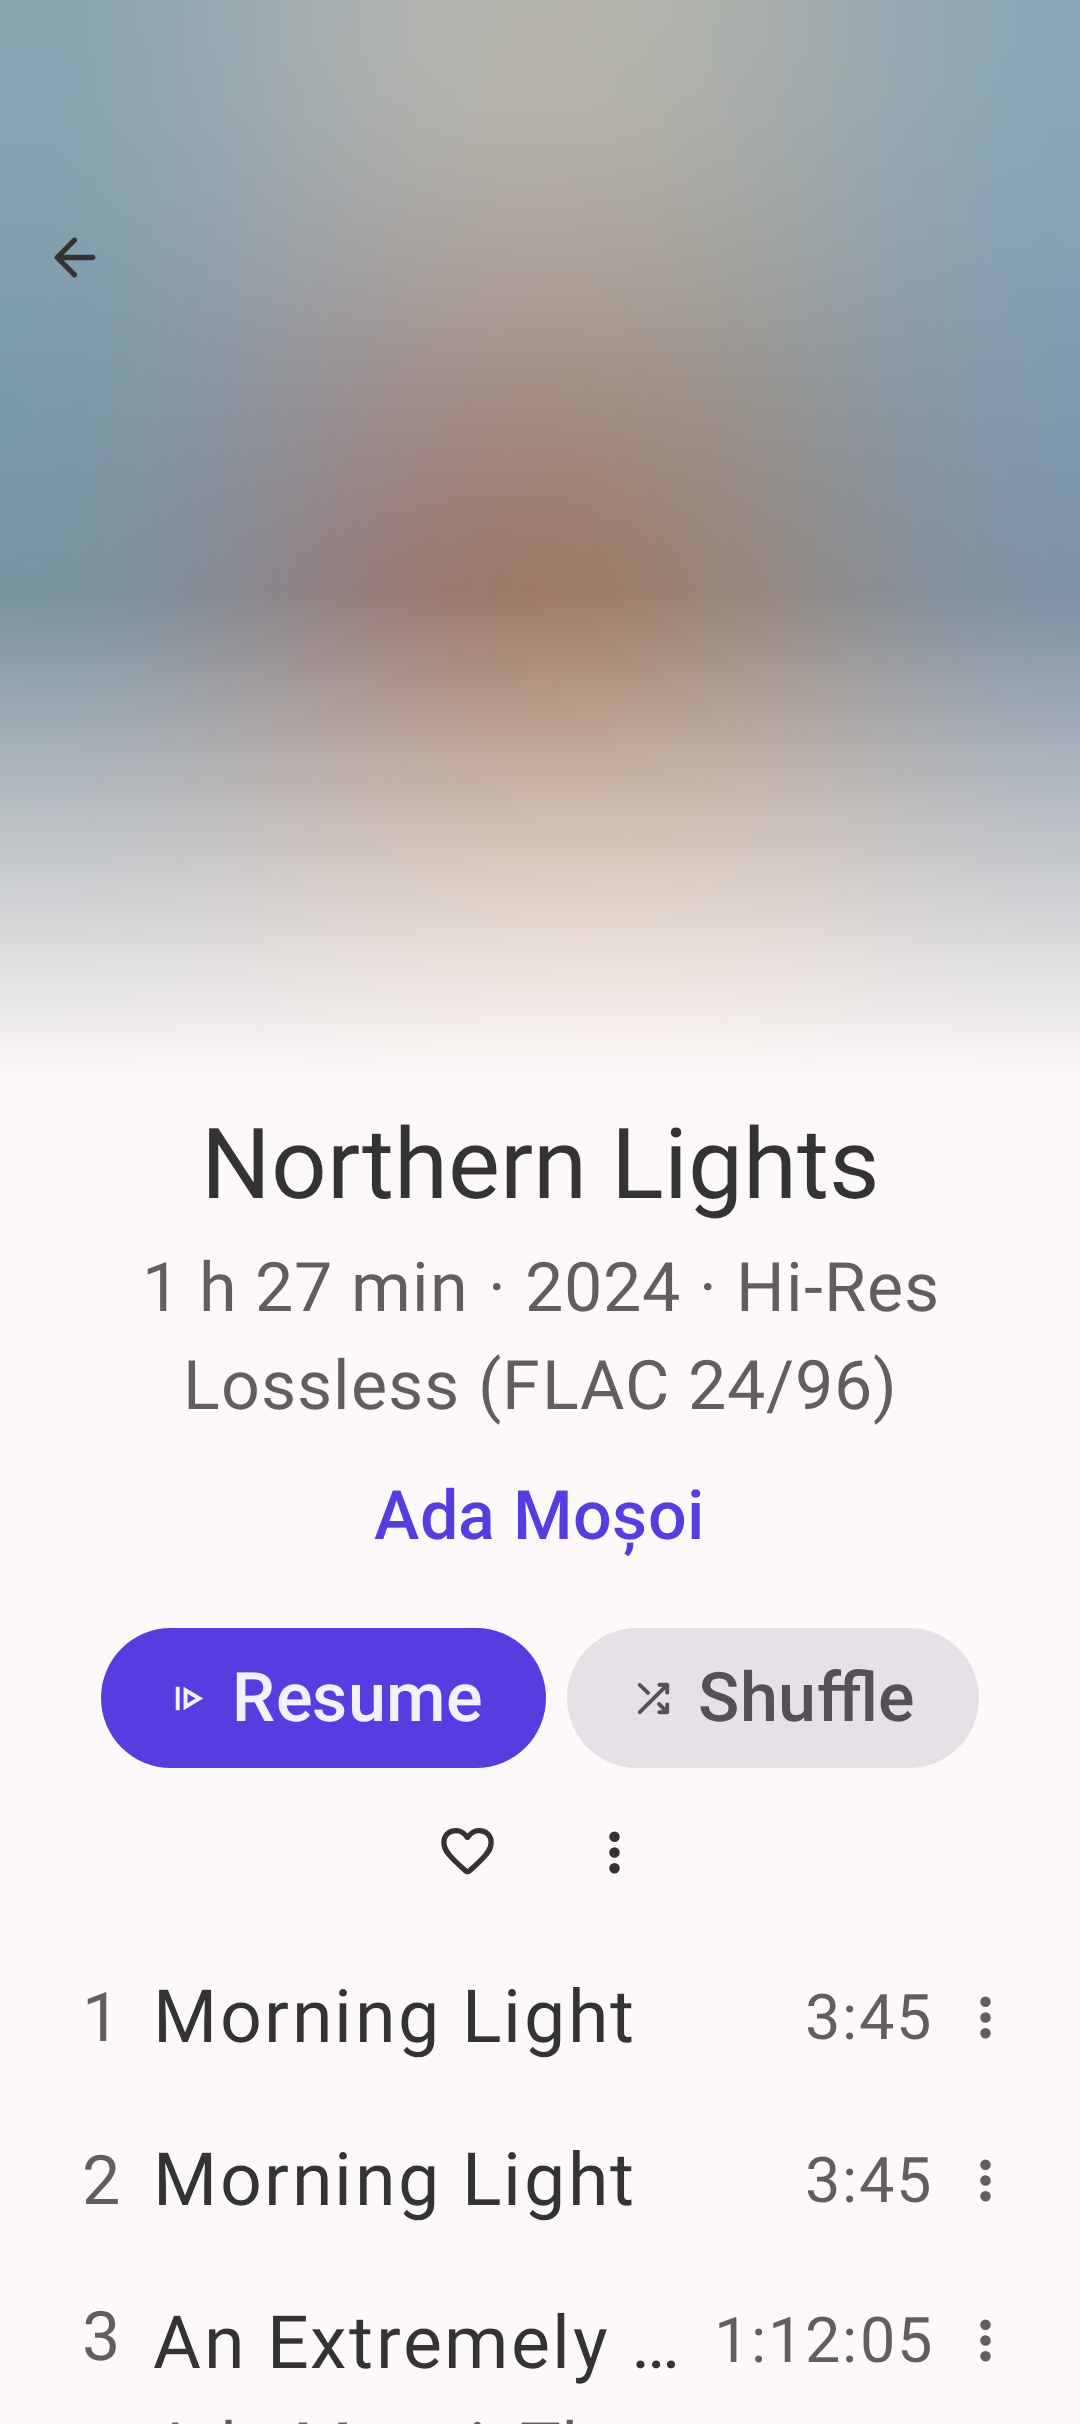 Northern Lights
1 h 27 min · 2024 · Hi-Res
Lossless (FLAC 24/96)
Ada Moșoi
Resume
Shuffle
1 Morning Light 3:45
2 Morning Light 3:45
3 An Extremely … 1:12:05